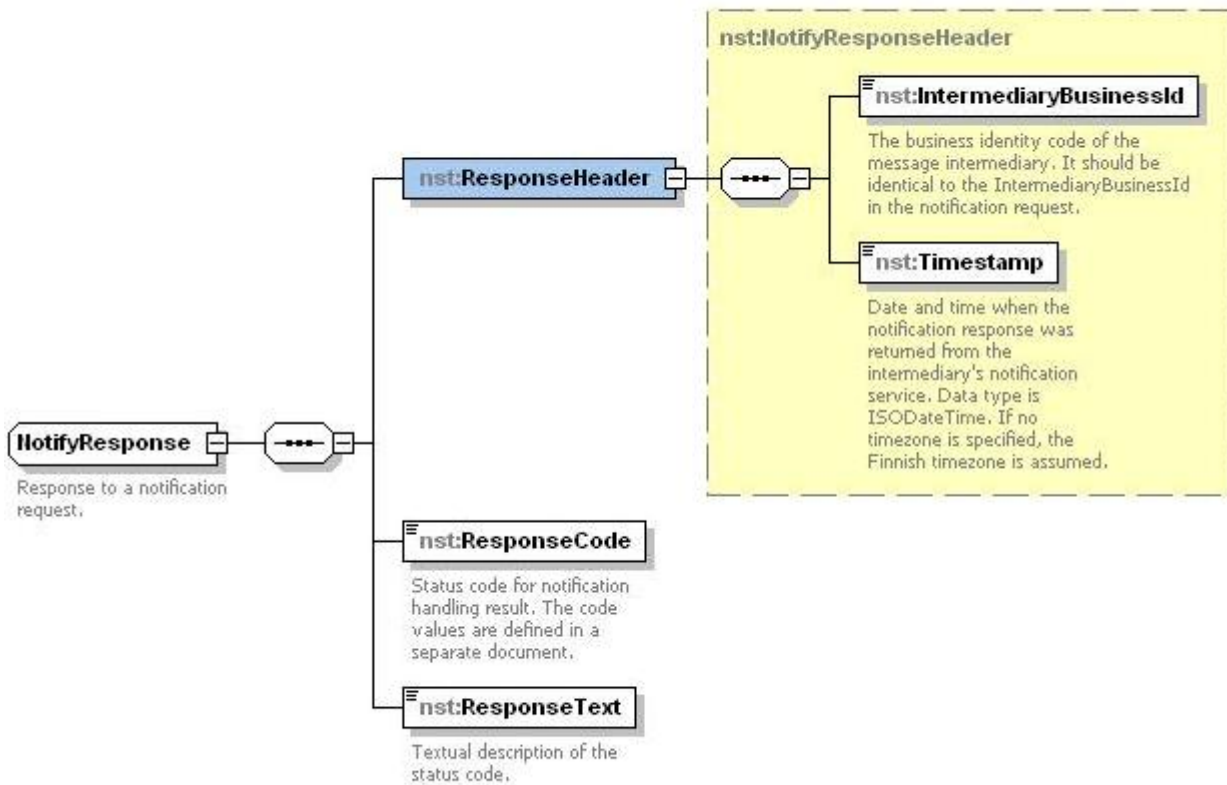 nst:NotifyResponseHeader
nst:IntermediaryBusinessId
The business identity code of the
message intermediary. It should be
identical to the IntermediaryBusinessId
in the notification request.
nst:ResponseHeader
nst:Timestamp
Date and time when the
notification response was
returned from the
intermediary's notification
service. Data type is
ISODateTime. If no
timezone is specified, the
Finnish timezone is assumed.
NotifyResponse
Response to a notification
request.
nst:ResponseCode
Status code for notification
handling result. The code
values are defined in a
separate document.
nst:ResponseText
Textual description of the
status code.